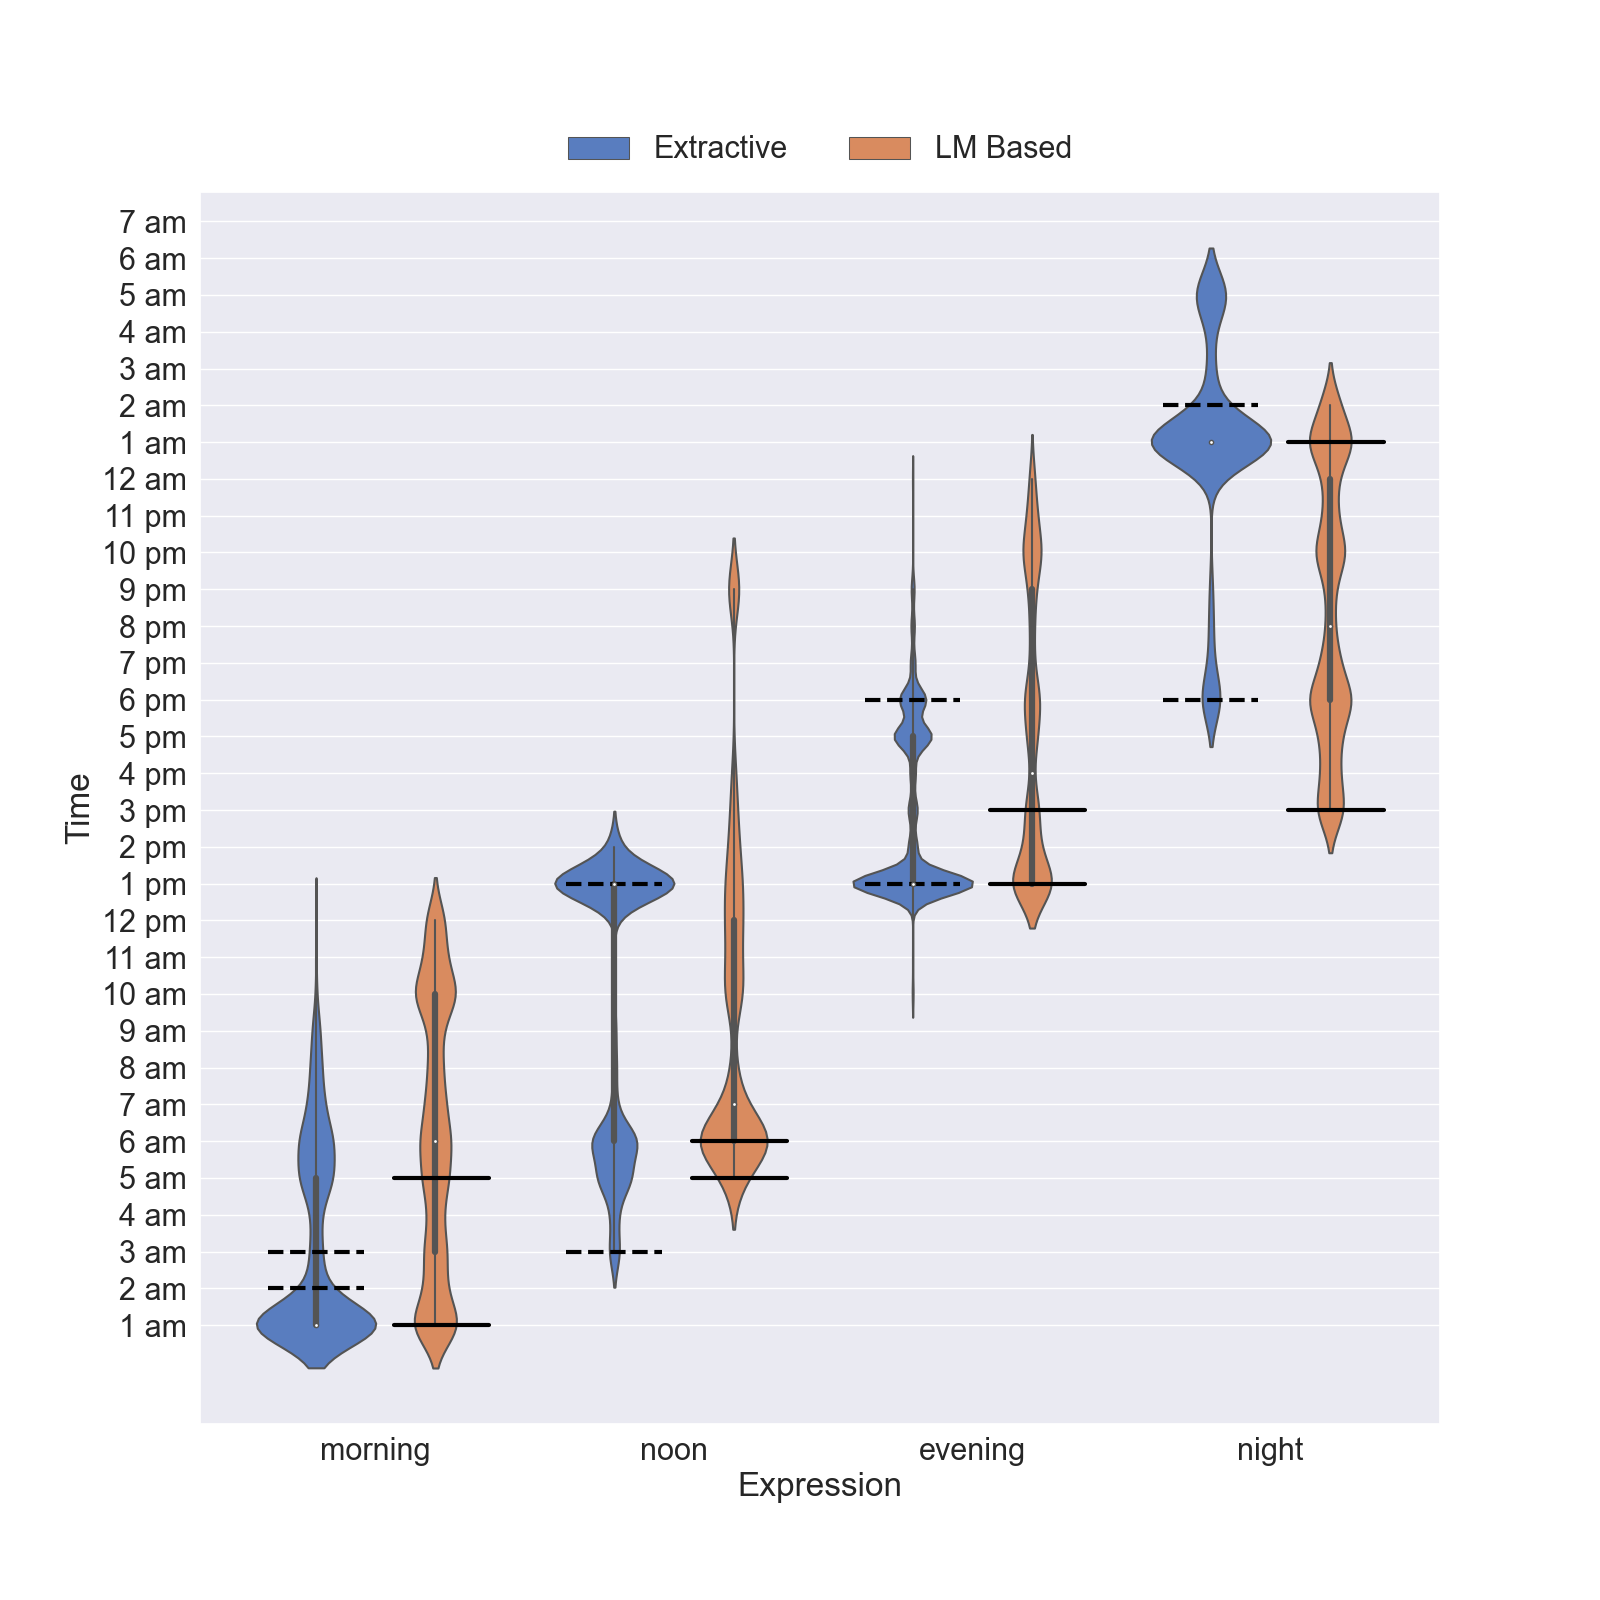 Extractive LM Based
7 am
6 am
5 am
4 am
3 am
2 am
1 am
12 am
11 pm
10 pm
9 pm
8 pm
7 pm
6 pm
5 pm
4 pm
3 pm
2 pm
1 pm
12 pm
11 am
10 am
9 am
8 am
7 am
6 am
5 am
4 am
3 am
2 am
1 am
Time
morning noon evening night
Expression